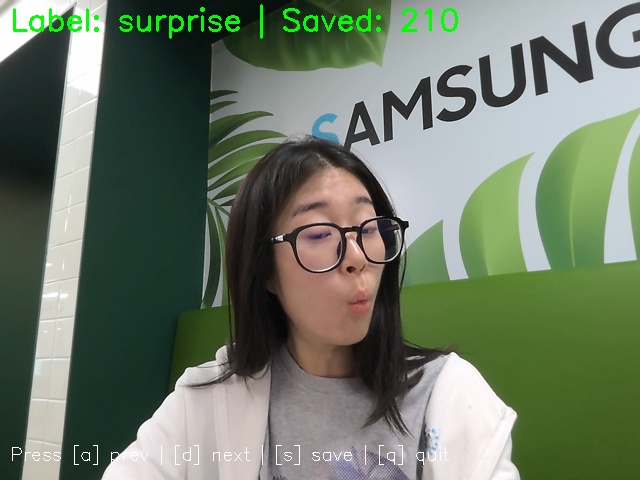 Label: surprise | Saved: 210
SAMSUNG
Press [a] prev | [d] next | [s] save | [q] quit